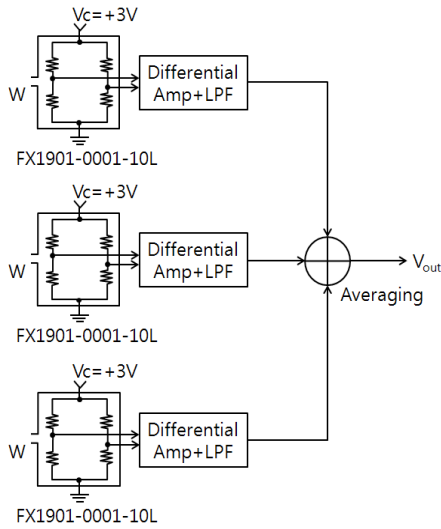 Vc=+3V
W
Differential
Amp+LPF
FX1901-0001-10L
Vc=+3V
W
Differential
Amp+LPF
Vout
Averaging
FX1901-0001-10L
Vc=+3V
W
Differential
Amp+LPF
FX1901-0001-10L